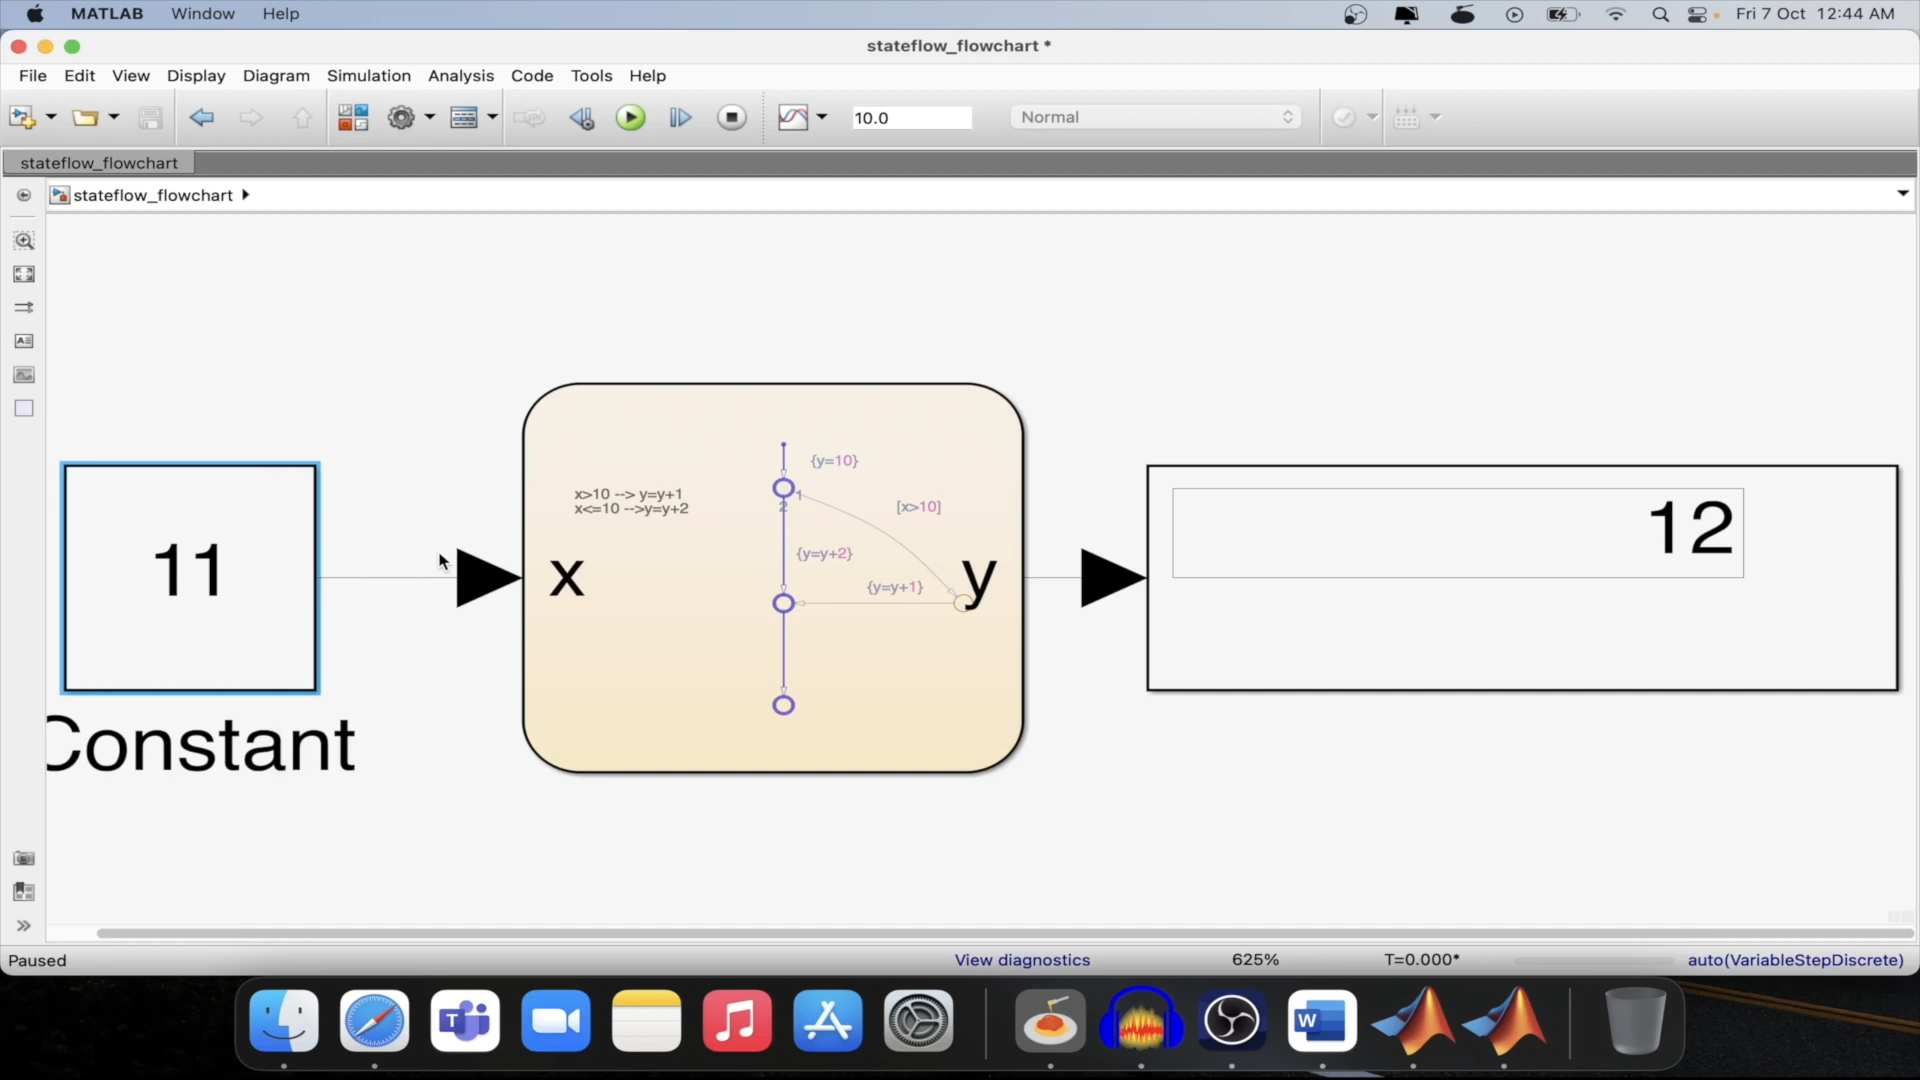 MATLAB Window Help Fri 7 Oct 12:44 AM
stateflow_flowchart *
File Edit View Display Diagram Simulation Analysis Code Tools Help
10.0 Normal
stateflow_flowchart
stateflow_flowchart
{y=10}
x>10 --> y=y+1
x<=10 -->y=y+2
1
2
[x>10]
{y=y+2}
{y=y+1}
11
x
y
12
Constant
Paused View diagnostics 625% T=0.000* auto(VariableStepDiscrete)